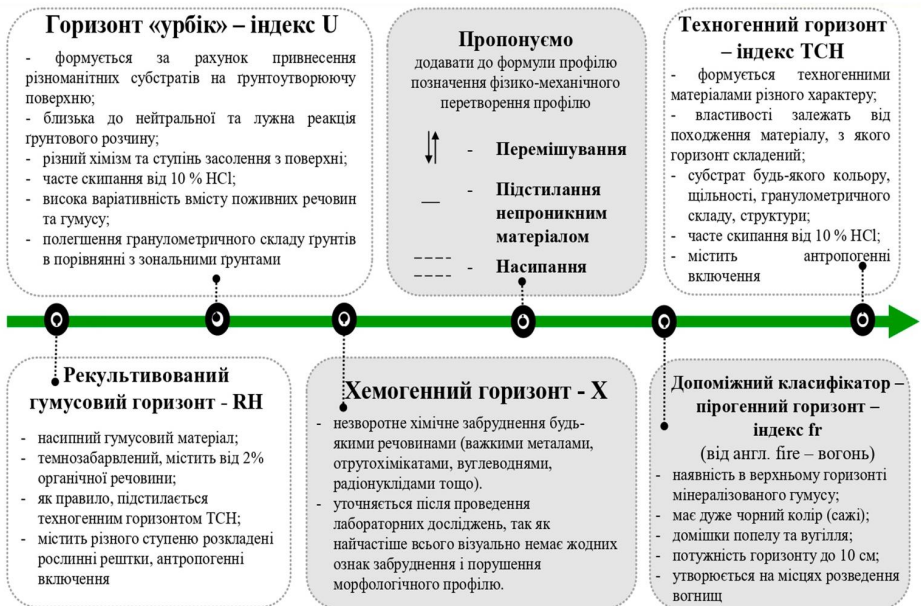 Горизонт «урбік» – індекс U
- формується за рахунок привнесення
різноманітних субстратів на ґрунтоутворюючу
поверхню;
- близька до нейтральної та лужна реакція
ґрунтового розчину;
- різний хімізм та ступінь засолення з поверхні;
- часте скипання від 10 % HCl;
- висока варіативність вмісту поживних речовин
та гумусу;
- полегшення гранулометричного складу ґрунтів
в порівнянні з зональними ґрунтами
Пропонуємо
додавати до формули профілю
позначення фізико-механічного
перетворення профілю
- Перемішування
- Підстилання
непроникним
матеріалом
- Насипання
Техногенний горизонт
– індекс ТСН
- формується техногенними
матеріалами різного характеру;
- властивості залежать від
походження матеріалу, з якого
горизонт складений;
- субстрат будь-якого кольору,
щільності, гранулометричного
складу, структури;
- часте скипання від 10 % HCl;
- містить антропогенні
включення
Рекультивований
гумусовий горизонт - RH
- насипний гумусовий матеріал;
- темнозабарвлений, містить від 2%
органічної речовини;
- як правило, підстилається
техногенним горизонтом ТСН;
- містить різного ступеню розкладені
рослинні рештки, антропогенні
включення
Хемогенний горизонт - X
- незворотне хімічне забруднення будь-
якими речовинами (важкими металами,
отрутохімікатами, вуглеводнями,
радіонуклідами тощо).
- уточняється після проведення
лабораторних досліджень, так як
найчастіше всього візуально немає жодних
ознак забруднення і порушення
морфологічного профілю.
Допоміжний класифікатор –
пірогенний горизонт –
індекс fr
(від англ. fire – вогонь)
- наявність в верхньому горизонті
мінералізованого гумусу;
- має дуже чорний колір (сажі);
- домішки попелу та вугілля;
- потужність горизонту до 10 см;
- утворюється на місцях розведення
вогнищ